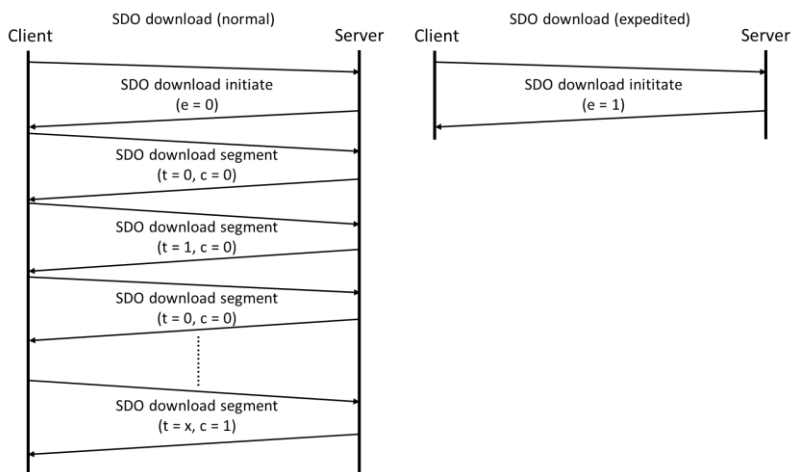 SDO download (normal)
Client
Server
SDO download initiate
(e = 0)
SDO download segment
(t = 0, c = 0)
SDO download segment
(t = 1, c = 0)
SDO download segment
(t = 0, c = 0)
SDO download segment
(t = x, c = 1)
SDO download (expedited)
Client
Server
SDO download inititate
(e = 1)